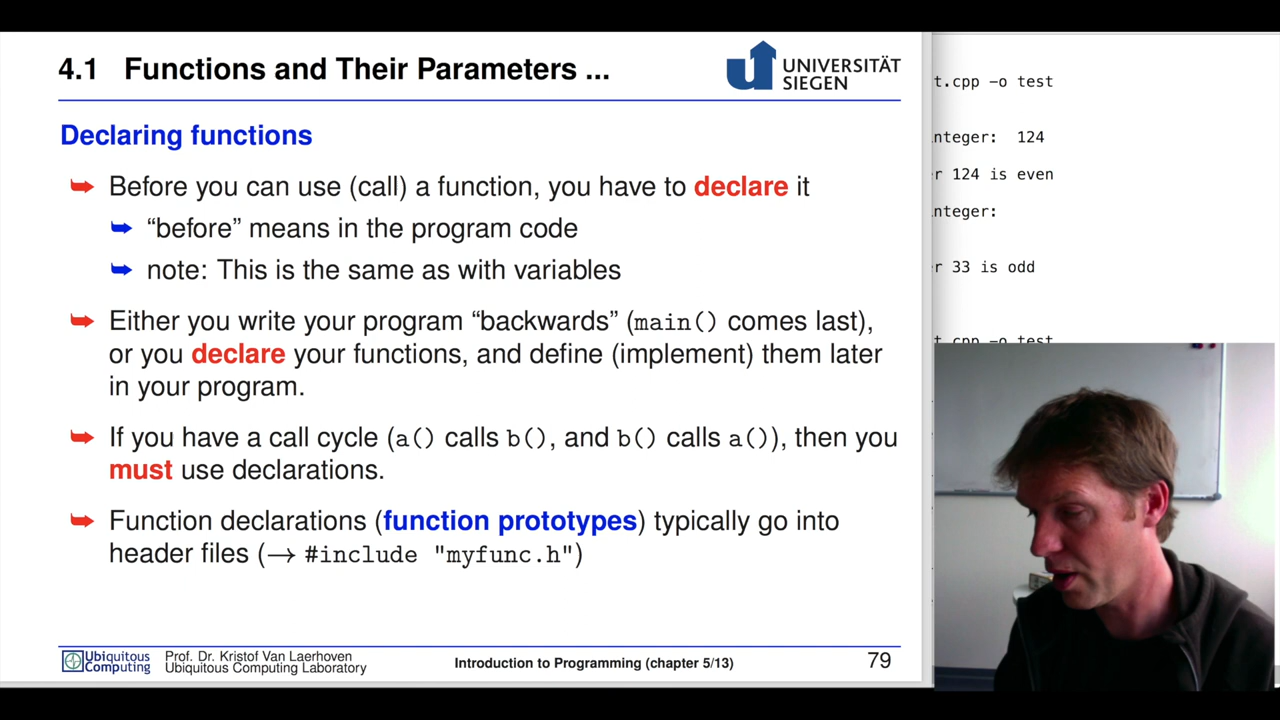 4.1 Functions and Their Parameters ...
UNIVERSITÄT
SIEGEN
Declaring functions
Before you can use (call) a function, you have to declare it
“before” means in the program code
note: This is the same as with variables
Either you write your program “backwards” (main() comes last),
or you declare your functions, and define (implement) them later
in your program.
If you have a call cycle (a() calls b(), and b() calls a()), then you
must use declarations.
Function declarations (function prototypes) typically go into
header files (→ #include "myfunc.h")
Ubiquitous
Computing
Prof. Dr. Kristof Van Laerhoven
Ubiquitous Computing Laboratory
Introduction to Programming (chapter 5/13)
79
t.cpp -o test
nteger: 124
r 124 is even
nteger:
r 33 is odd
t.cpp -o test